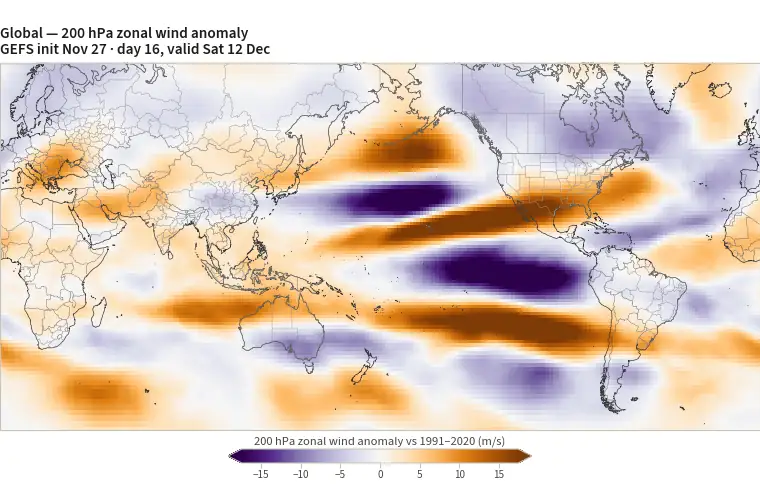 Global — 200 hPa zonal wind anomaly
GEFS init Nov 27 · day 16, valid Sat 12 Dec
200 hPa zonal wind anomaly vs 1991–2020 (m/s)
−15 −10 −5 0 5 10 15